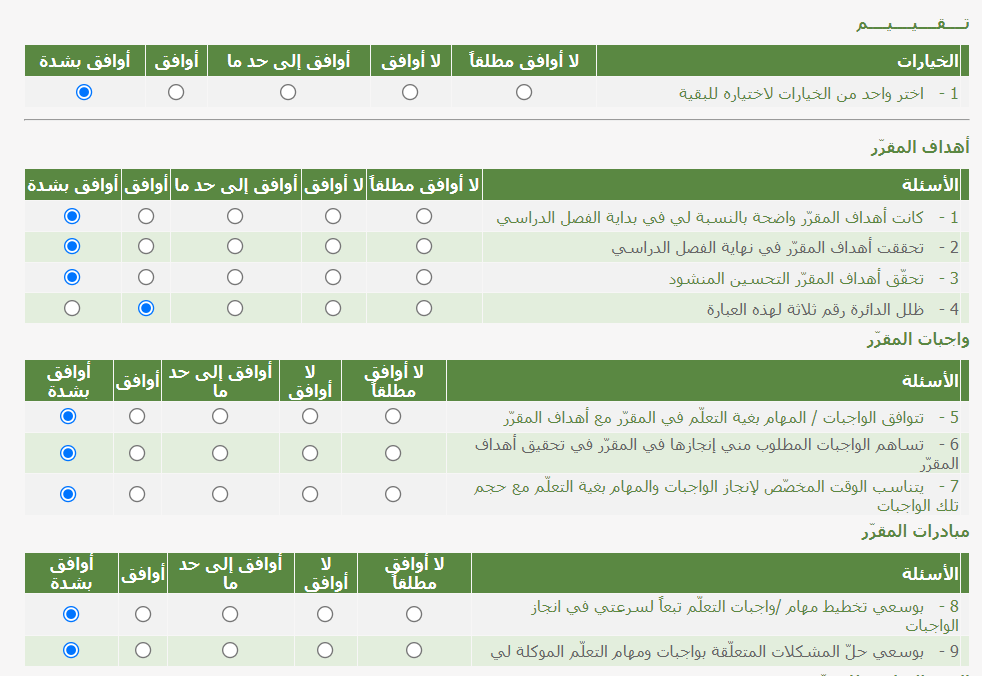 تـــقـــيـــيـــم
الخيارات لا أوافق مطلقاً لا أوافق أوافق إلى حد ما أوافق أوافق بشدة
1 - اختر واحد من الخيارات لاختياره للبقية
أهداف المقرّر
الأسئلة لا أوافق مطلقاً لا أوافق أوافق إلى حد ما أوافق أوافق بشدة
1 - كانت أهداف المقرّر واضحة بالنسبة لي في بداية الفصل الدراسي
2 - تحققت أهداف المقرّر في نهاية الفصل الدراسي
3 - تحقّق أهداف المقرّر التحسين المنشود
4 - ظلل الدائرة رقم ثلاثة لهذه العبارة
واجبات المقرّر
الأسئلة لا أوافق مطلقاً لا أوافق أوافق إلى حد ما أوافق أوافق بشدة
5 - تتوافق الواجبات / المهام بغية التعلّم في المقرّر مع أهداف المقرّر
6 - تساهم الواجبات المطلوب مني إنجازها في المقرّر في تحقيق أهداف
المقرّر
7 - يتناسب الوقت المخصّص لإنجاز الواجبات والمهام بغية التعلّم مع حجم
تلك الواجبات
مبادرات المقرّر
الأسئلة لا أوافق مطلقاً لا أوافق أوافق إلى حد ما أوافق أوافق بشدة
8 - بوسعي تخطيط مهام /واجبات التعلّم تبعاً لسرعتي في انجاز
الواجبات
9 - بوسعي حلّ المشكلات المتعلّقة بواجبات ومهام التعلّم الموكلة لي